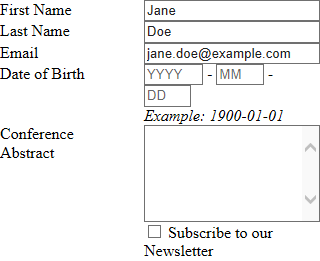 First Name Jane
Last Name Doe
Email jane.doe@example.com
Date of Birth YYYY - MM -
DD
Example: 1900-01-01
Conference
Abstract
Subscribe to our
Newsletter